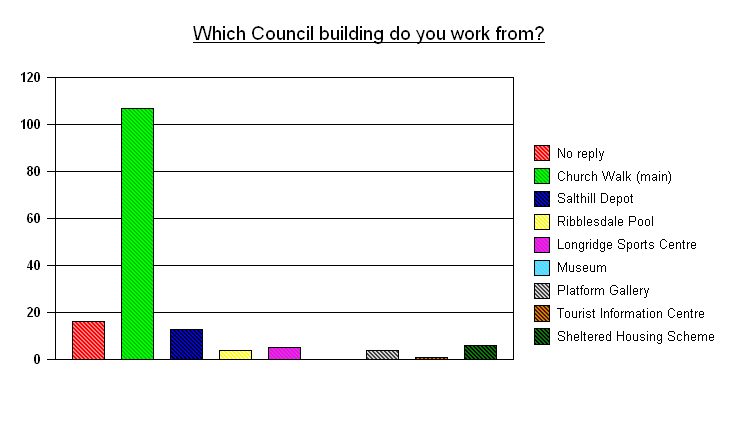 Which Council building do you work from?
120
100
80
60
40
20
0
No reply
Church Walk (main)
Salthill Depot
Ribblesdale Pool
Longridge Sports Centre
Museum
Platform Gallery
Tourist Information Centre
Sheltered Housing Scheme